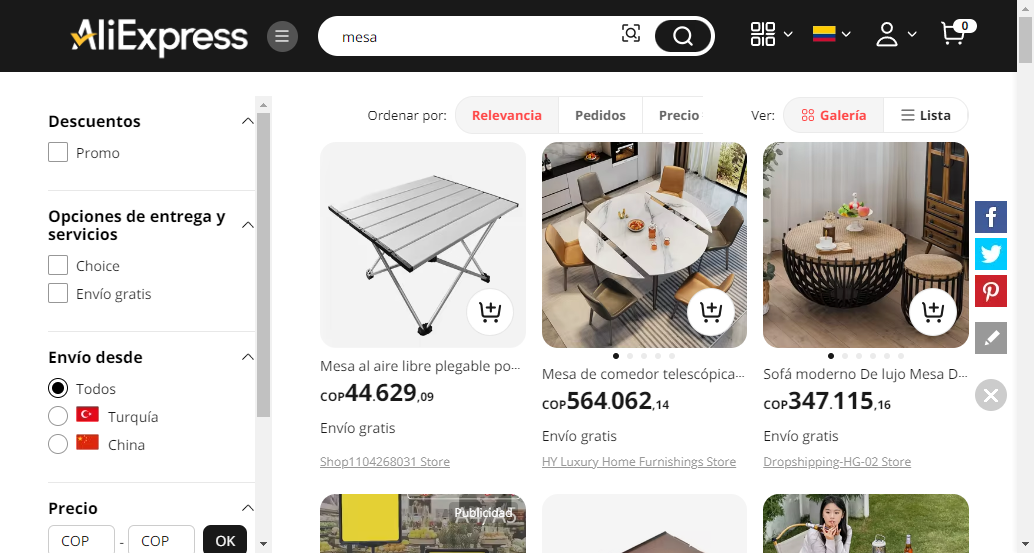 AliExpress
mesa
0
Descuentos
Promo
Opciones de entrega y
servicios
Choice
Envío gratis
Envío desde
Todos
Turquía
China
Precio
COP - COP OK
Ordenar por: Relevancia Pedidos Precio
Ver: Galería Lista
Mesa al aire libre plegable po...
COP44.629,09
Envío gratis
Shop1104268031 Store
Mesa de comedor telescópica...
COP564.062,14
Envío gratis
HY Luxury Home Furnishings Store
Sofá moderno De lujo Mesa D...
COP347.115,16
Envío gratis
Dropshipping-HG-02 Store
Publicidad